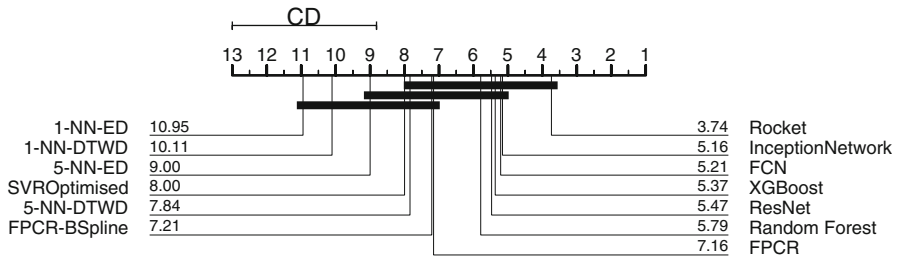 CD
13 12 11 10 9 8 7 6 5 4 3 2 1
1-NN-ED 10.95 3.74 Rocket
1-NN-DTWD 10.11 5.16 InceptionNetwork
5-NN-ED 9.00 5.21 FCN
SVROptimised 8.00 5.37 XGBoost
5-NN-DTWD 7.84 5.47 ResNet
FPCR-BSpline 7.21 5.79 Random Forest
7.16 FPCR